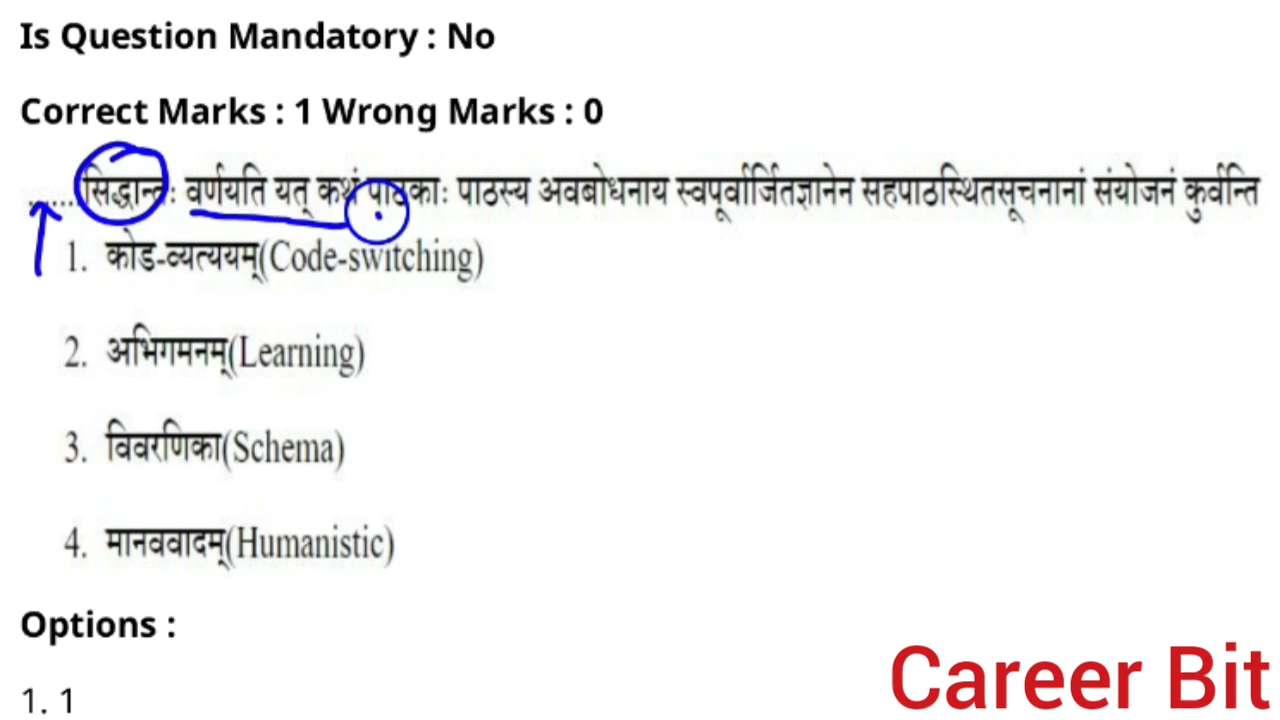 Is Question Mandatory : No
Correct Marks : 1 Wrong Marks : 0
......सिद्धान्तः वर्णयति यत् कथं पाठकाः पाठस्य अवबोधनाय स्वपूर्वार्जितज्ञानेन सहपाठस्थितसूचनानां संयोजनं कुर्वन्ति
1. कोड-व्यत्ययम्(Code-switching)
2. अभिगमनम्(Learning)
3. विवरणिका(Schema)
4. मानववादम्(Humanistic)
Options :
1. 1
Career Bit